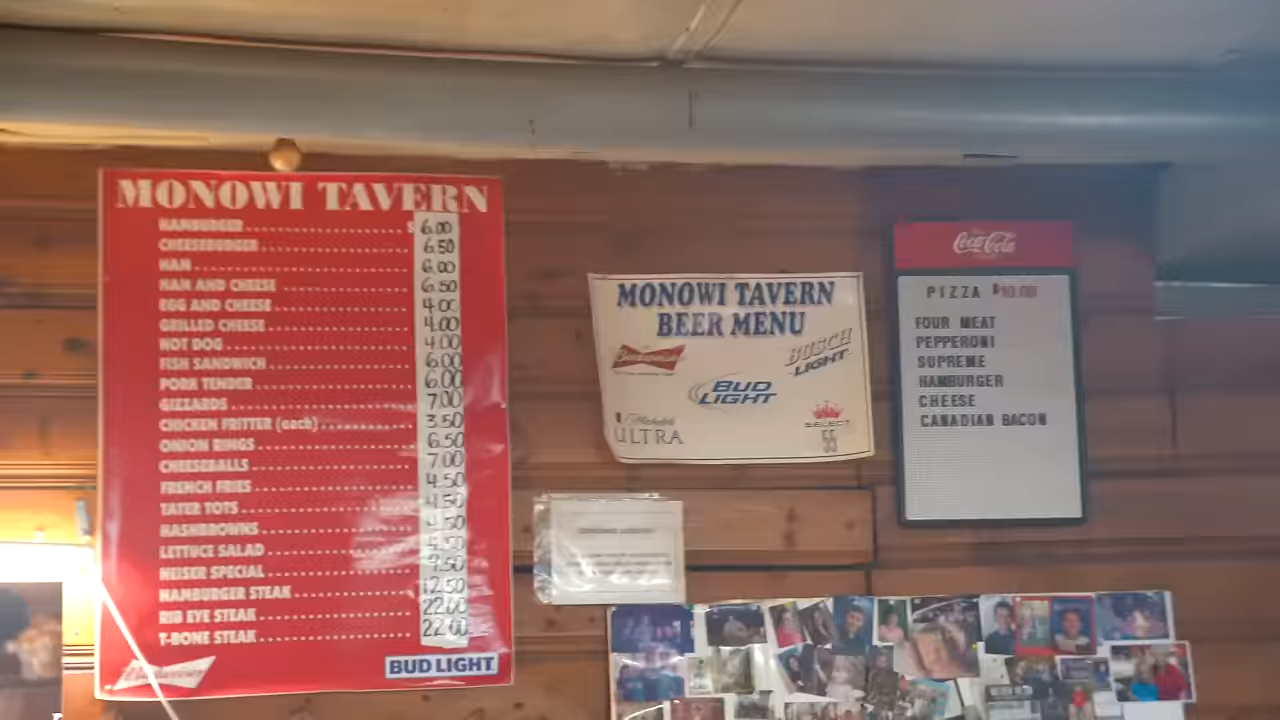 MONOWI TAVERN
HAMBURGER $ 6.00
CHEESEBURGER 6.50
HAM 6.00
HAM AND CHEESE 6.50
EGG AND CHEESE 4.00
GRILLED CHEESE 4.00
HOT DOG 4.00
FISH SANDWICH 6.00
PORK TENDER 6.00
GIZZARDS 7.00
CHICKEN FRITTER (each) 3.50
ONION RINGS 6.50
CHEESEBALLS 7.00
FRENCH FRIES 4.50
TATER TOTS 4.50
HASHBROWNS 4.50
LETTUCE SALAD 4.50
HEISER SPECIAL 9.50
HAMBURGER STEAK 12.50
RIB EYE STEAK 22.00
T-BONE STEAK 22.00
Budweiser
BUD LIGHT
MONOWI TAVERN
BEER MENU
Budweiser
BUSCH
LIGHT
BUD
LIGHT
Michelob
ULTRA
SELECT
55
Coca-Cola
PIZZA $10.00
FOUR MEAT
PEPPERONI
SUPREME
HAMBURGER
CHEESE
CANADIAN BACON